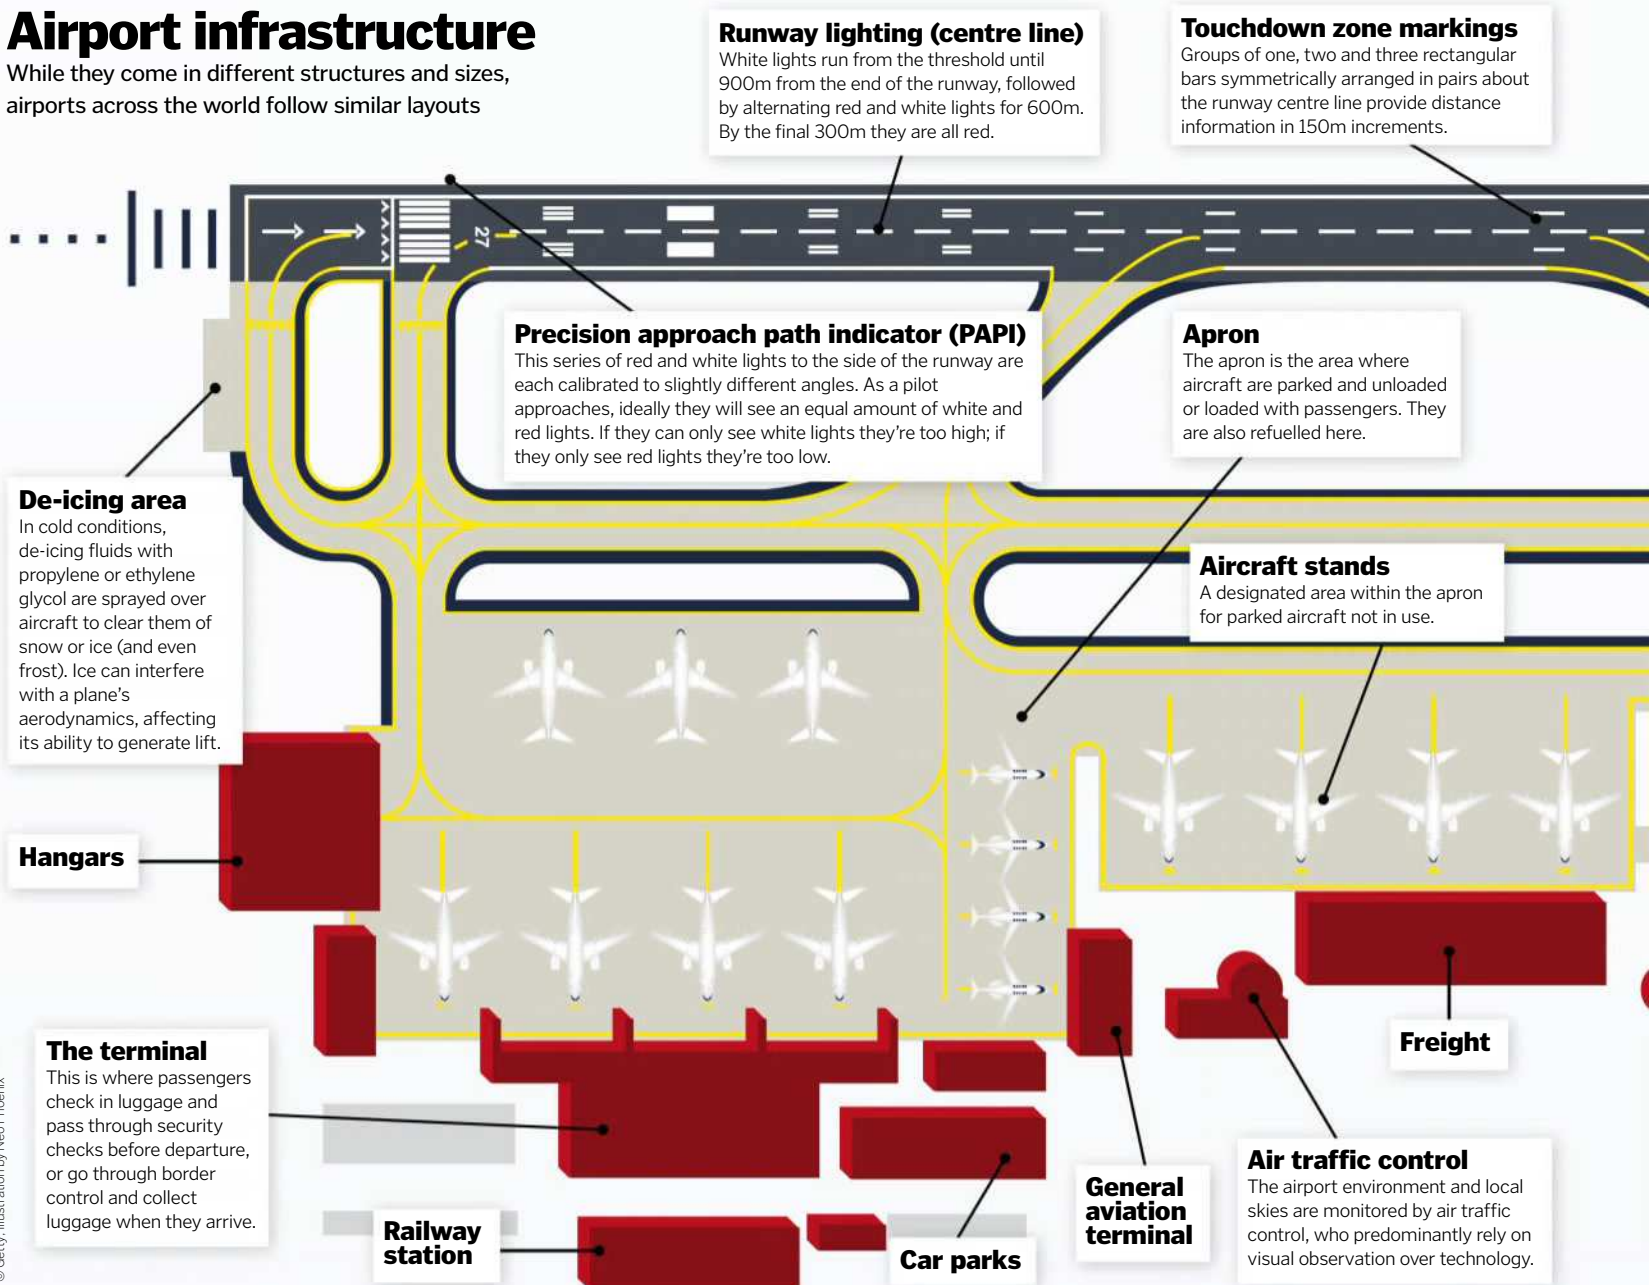 Airport infrastructure
While they come in different structures and sizes,
airports across the world follow similar layouts
Runway lighting (centre line)
White lights run from the threshold until
900m from the end of the runway, followed
by alternating red and white lights for 600m.
By the final 300m they are all red.
Touchdown zone markings
Groups of one, two and three rectangular
bars symmetrically arranged in pairs about
the runway centre line provide distance
information in 150m increments.
27
Precision approach path indicator (PAPI)
This series of red and white lights to the side of the runway are
each calibrated to slightly different angles. As a pilot
approaches, ideally they will see an equal amount of white and
red lights. If they can only see white lights they're too high; if
they only see red lights they're too low.
Apron
The apron is the area where
aircraft are parked and unloaded
or loaded with passengers. They
are also refuelled here.
De-icing area
In cold conditions,
de-icing fluids with
propylene or ethylene
glycol are sprayed over
aircraft to clear them of
snow or ice (and even
frost). Ice can interfere
with a plane's
aerodynamics, affecting
its ability to generate lift.
Aircraft stands
A designated area within the apron
for parked aircraft not in use.
Hangars
The terminal
This is where passengers
check in luggage and
pass through security
checks before departure,
or go through border
control and collect
luggage when they arrive.
Railway
station
Car parks
General
aviation
terminal
Freight
Air traffic control
The airport environment and local
skies are monitored by air traffic
control, who predominantly rely on
visual observation over technology.
© Getty; Illustration by Neo Phoenix